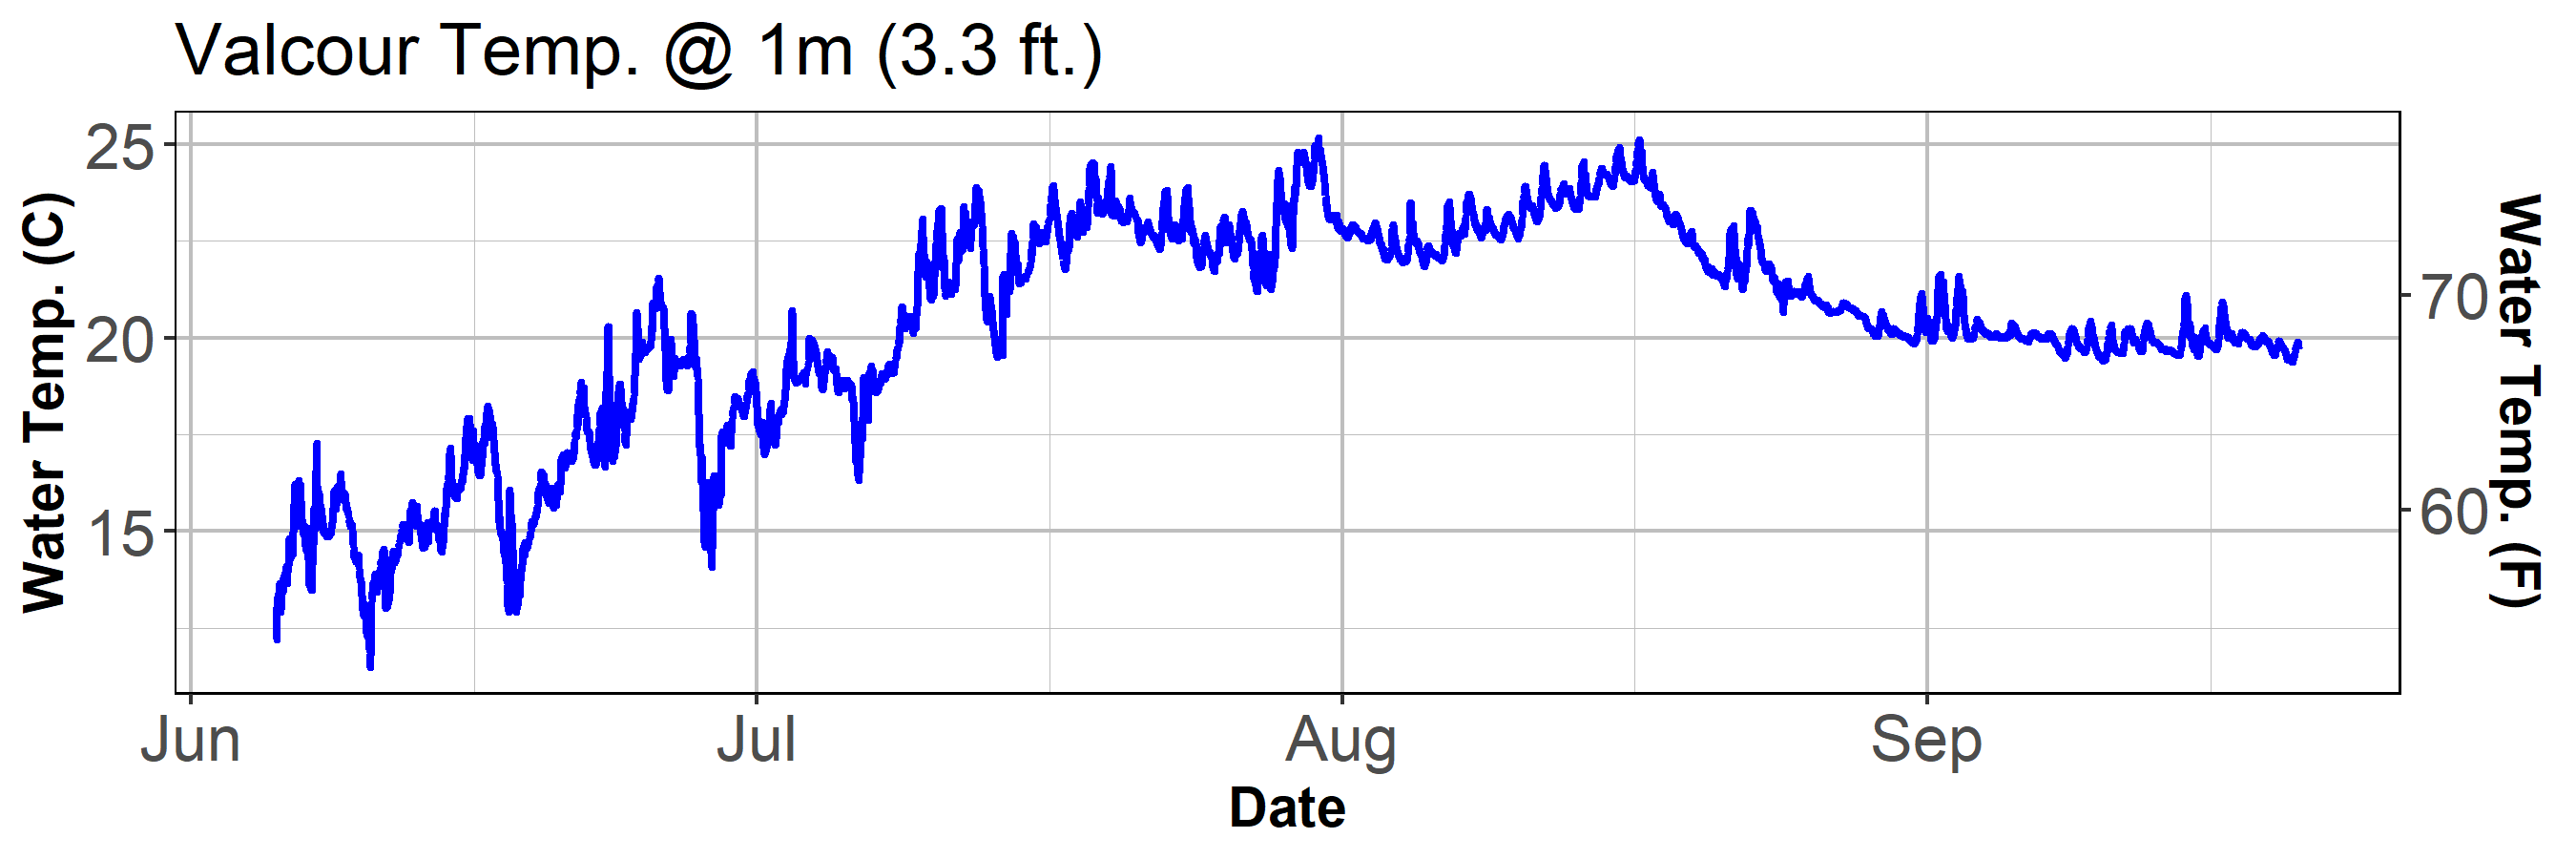 Valcour Temp. @ 1m (3.3 ft.)
Water Temp. (C)
25
20
15
70
60
Water Temp. (F)
Jun
Jul
Aug
Sep
Date